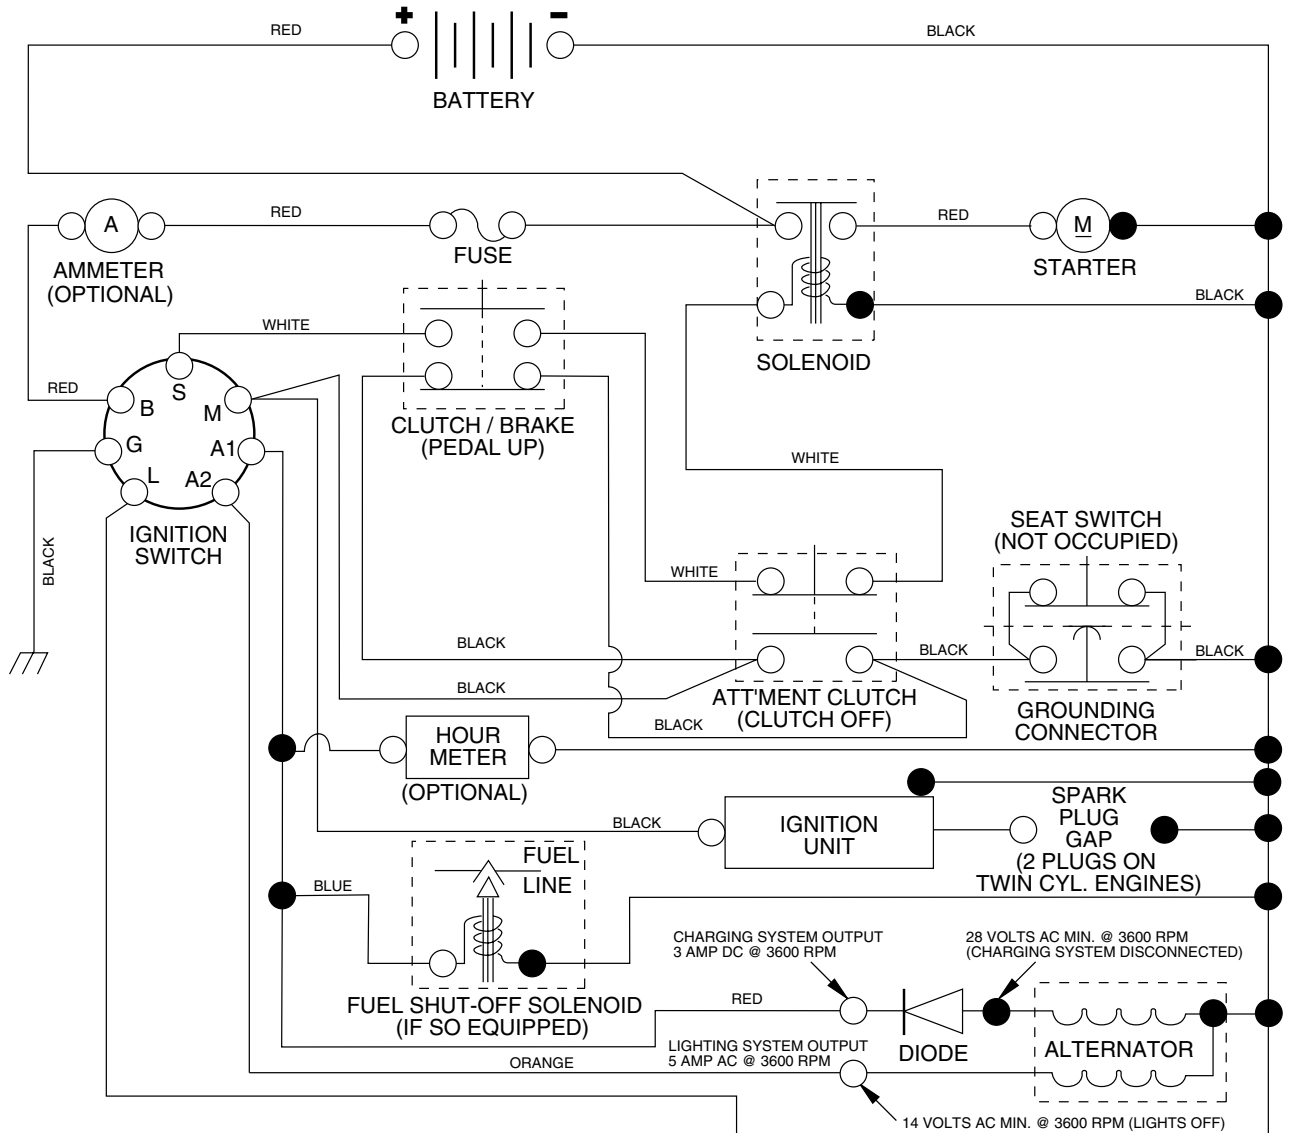 + −
RED
BLACK
BATTERY
A
RED
FUSE
RED
M
STARTER
AMMETER
(OPTIONAL)
BLACK
SOLENOID
WHITE
RED
S
B
M
G
A1
L
A2
IGNITION
SWITCH
BLACK
CLUTCH / BRAKE
(PEDAL UP)
WHITE
WHITE
SEAT SWITCH
(NOT OCCUPIED)
BLACK
BLACK
BLACK
BLACK
BLACK
ATT'MENT CLUTCH
(CLUTCH OFF)
GROUNDING
CONNECTOR
HOUR
METER
(OPTIONAL)
BLACK
IGNITION
UNIT
SPARK
PLUG
GAP
(2 PLUGS ON
TWIN CYL. ENGINES)
FUEL
LINE
BLUE
FUEL SHUT-OFF SOLENOID
(IF SO EQUIPPED)
CHARGING SYSTEM OUTPUT
3 AMP DC @ 3600 RPM
28 VOLTS AC MIN. @ 3600 RPM
(CHARGING SYSTEM DISCONNECTED)
RED
DIODE
ALTERNATOR
LIGHTING SYSTEM OUTPUT
5 AMP AC @ 3600 RPM
ORANGE
14 VOLTS AC MIN. @ 3600 RPM (LIGHTS OFF)